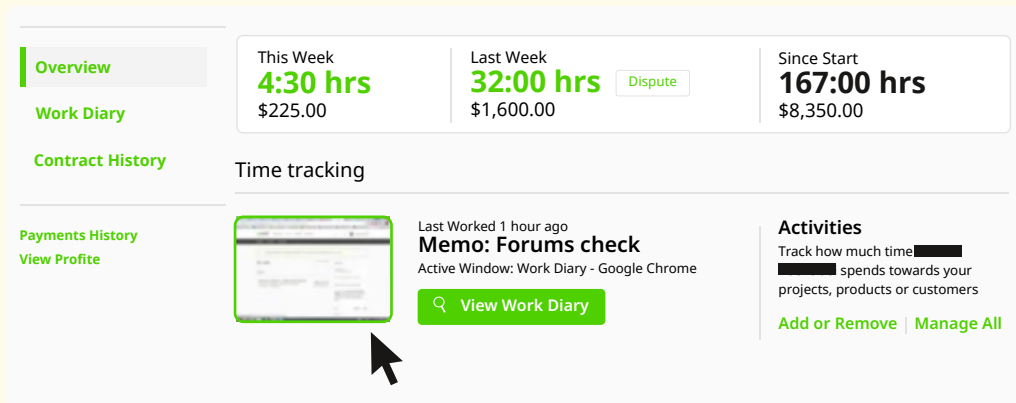 Overview
Work Diary
Contract History
Payments History
View Profile
This Week
4:30 hrs
$225.00
Last Week
32:00 hrs
Dispute
$1,600.00
Since Start
167:00 hrs
$8,350.00
Time tracking
Last Worked 1 hour ago
Memo: Forums check
Active Window: Work Diary - Google Chrome
View Work Diary
Activities
Track how much time
spends towards your
projects, products or customers
Add or Remove | Manage All